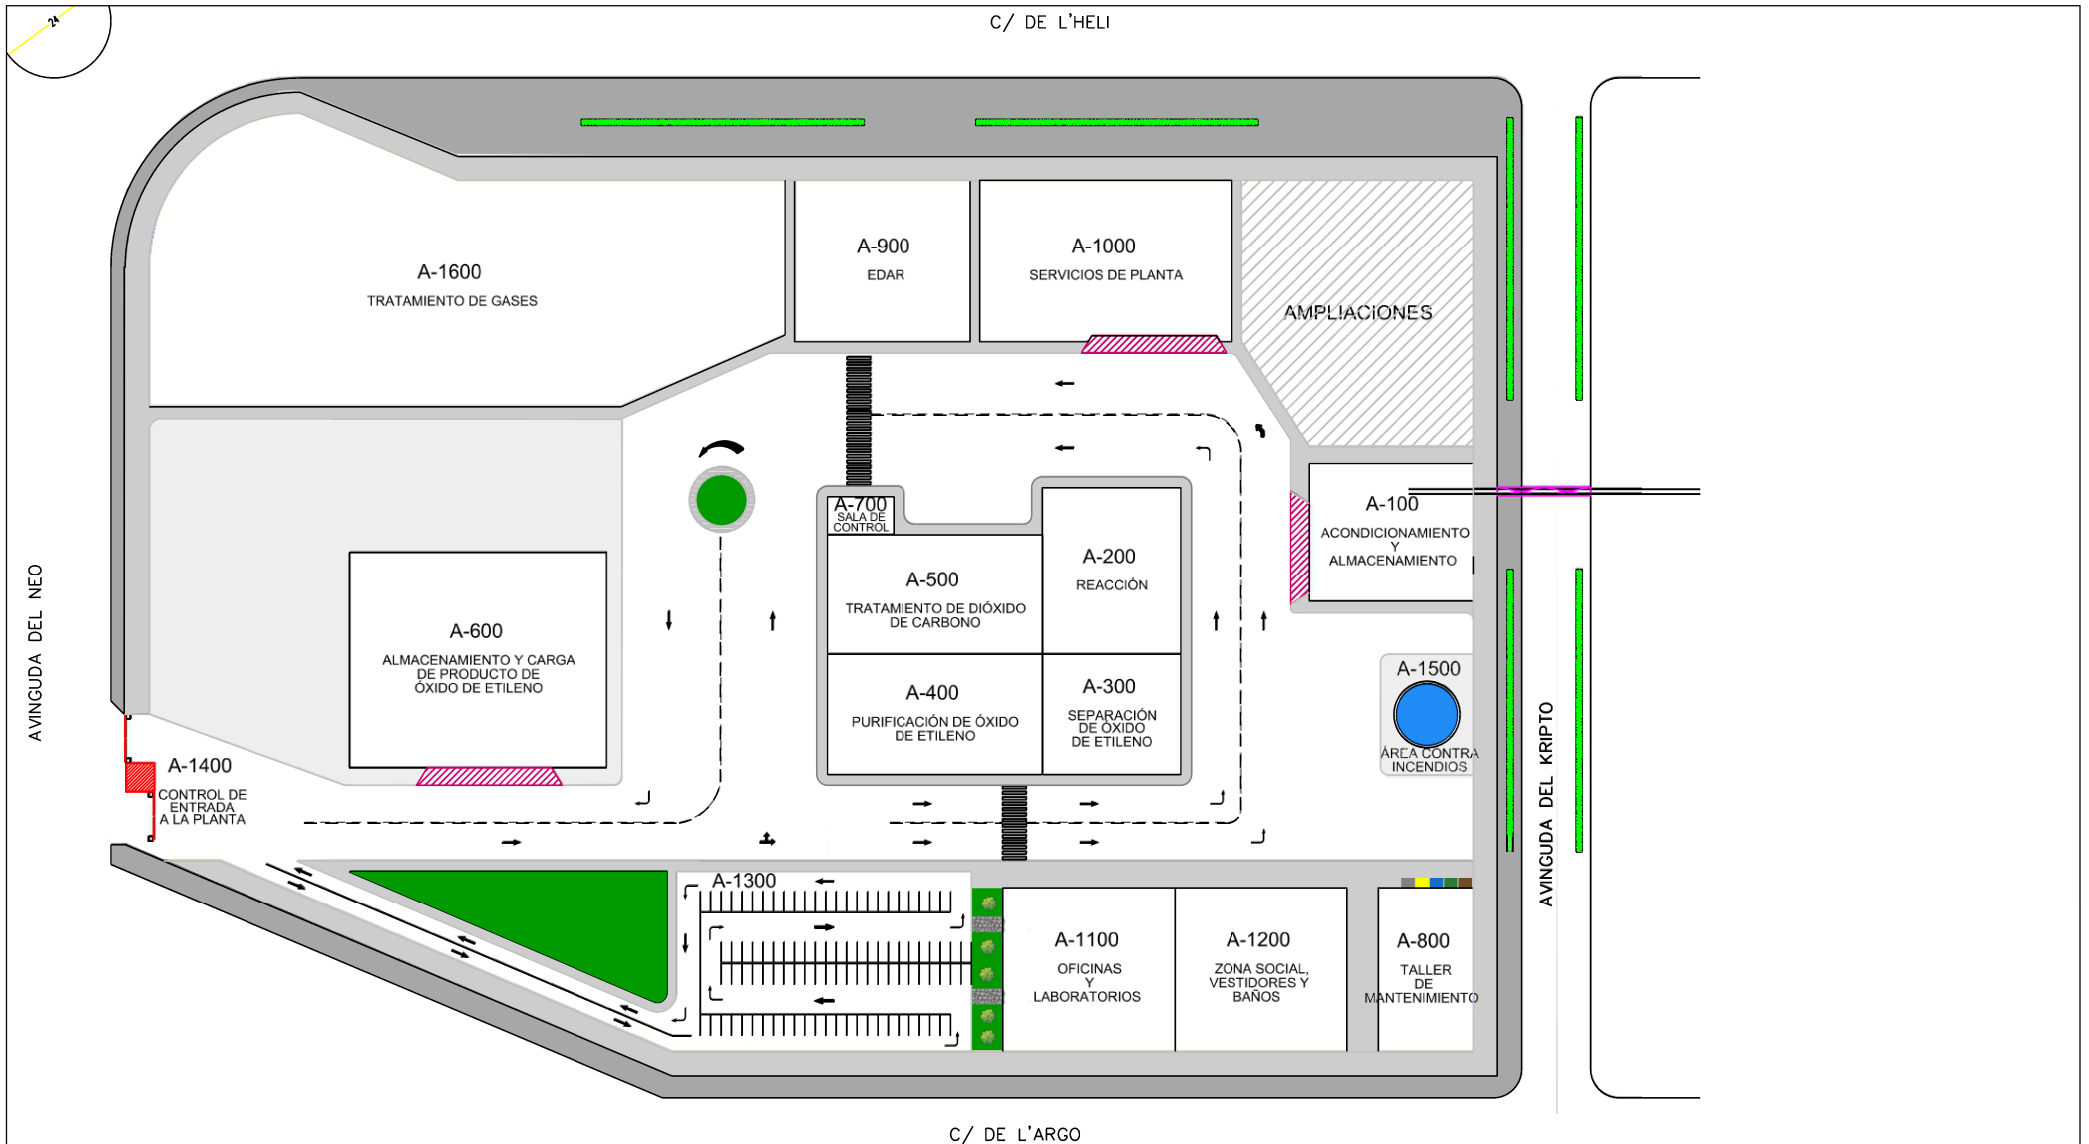 24
C/ DE L'HELI
A-1600
TRATAMIENTO DE GASES
A-900
EDAR
A-1000
SERVICIOS DE PLANTA
AMPLIACIONES
A-700
SALA DE
CONTROL
A-500
TRATAMIENTO DE DIÓXIDO
DE CARBONO
A-200
REACCIÓN
A-100
ACONDICIONAMIENTO
Y
ALMACENAMIENTO
A-600
ALMACENAMIENTO Y CARGA
DE PRODUCTO DE
ÓXIDO DE ETILENO
A-400
PURIFICACIÓN DE ÓXIDO
DE ETILENO
A-300
SEPARACIÓN
DE ÓXIDO
DE ETILENO
A-1500
ÁREA CONTRA
INCENDIOS
AVINGUDA DEL NEO
AVINGUDA DEL KRIPTO
A-1400
CONTROL DE
ENTRADA
A LA PLANTA
A-1300
A-1100
OFICINAS
Y
LABORATORIOS
A-1200
ZONA SOCIAL,
VESTIDORES Y
BAÑOS
A-800
TALLER
DE
MANTENIMIENTO
C/ DE L'ARGO